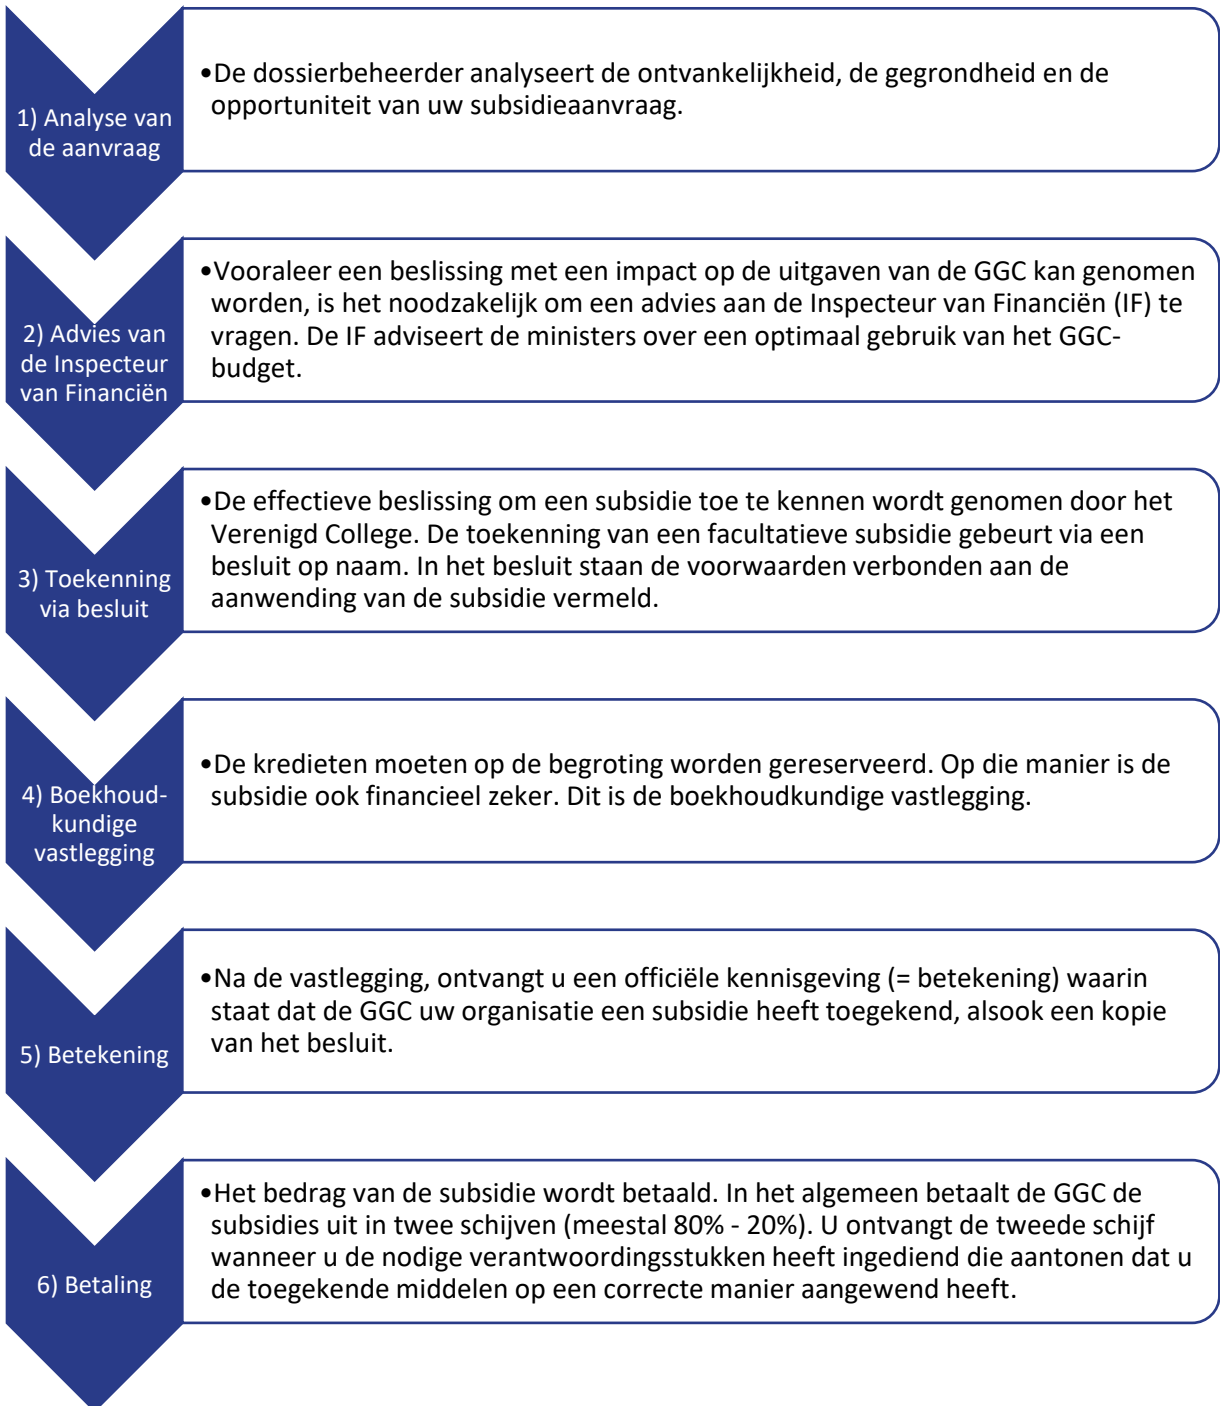 1) Analyse van
de aanvraag
•De dossierbeheerder analyseert de ontvankelijkheid, de gegrondheid en de
opportuniteit van uw subsidieaanvraag.
2) Advies van
de Inspecteur
van Financiën
•Vooraleer een beslissing met een impact op de uitgaven van de GGC kan genomen
worden, is het noodzakelijk om een advies aan de Inspecteur van Financiën (IF) te
vragen. De IF adviseert de ministers over een optimaal gebruik van het GGC-
budget.
3) Toekenning
via besluit
•De effectieve beslissing om een subsidie toe te kennen wordt genomen door het
Verenigd College. De toekenning van een facultatieve subsidie gebeurt via een
besluit op naam. In het besluit staan de voorwaarden verbonden aan de
aanwending van de subsidie vermeld.
4) Boekhoud-
kundige
vastlegging
•De kredieten moeten op de begroting worden gereserveerd. Op die manier is de
subsidie ook financieel zeker. Dit is de boekhoudkundige vastlegging.
5) Betekening
•Na de vastlegging, ontvangt u een officiële kennisgeving (= betekening) waarin
staat dat de GGC uw organisatie een subsidie heeft toegekend, alsook een kopie
van het besluit.
6) Betaling
•Het bedrag van de subsidie wordt betaald. In het algemeen betaalt de GGC de
subsidies uit in twee schijven (meestal 80% - 20%). U ontvangt de tweede schijf
wanneer u de nodige verantwoordingsstukken heeft ingediend die aantonen dat u
de toegekende middelen op een correcte manier aangewend heeft.